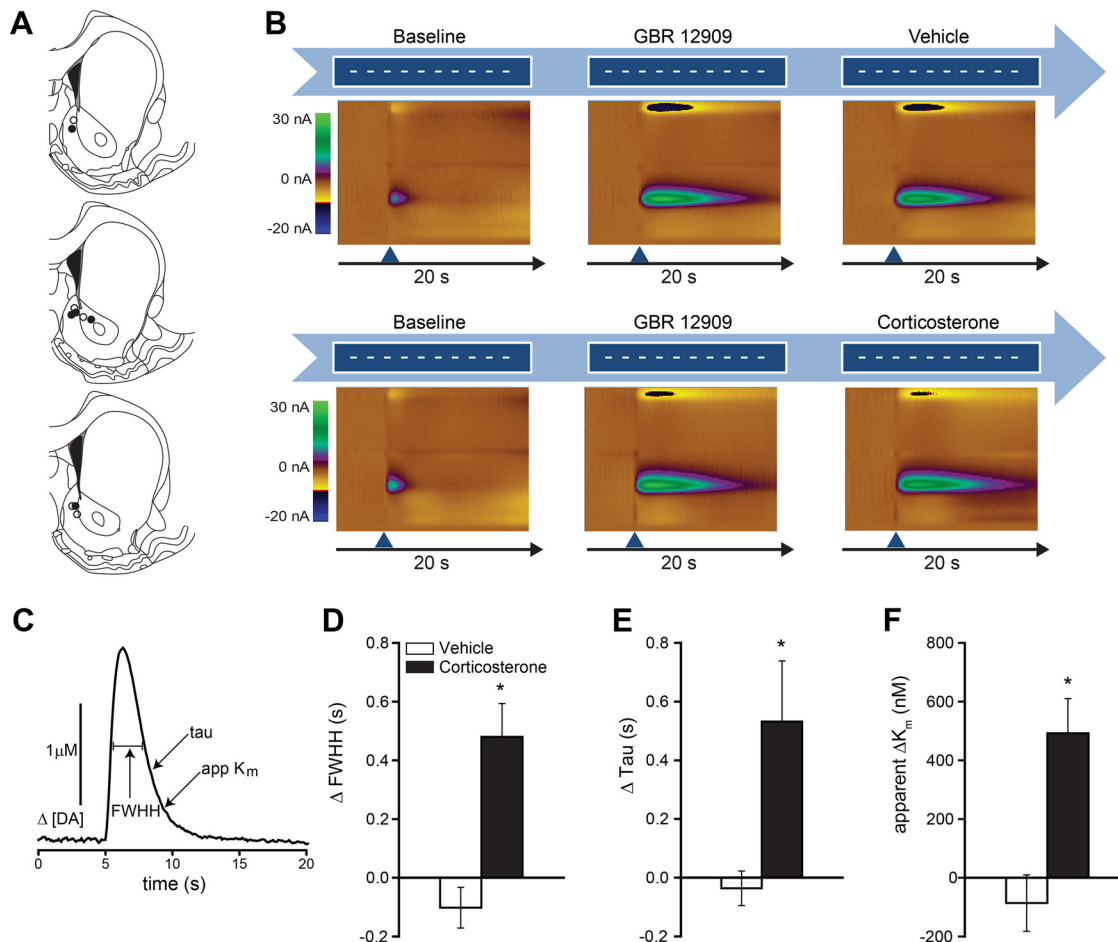 A
B
Baseline
GBR 12909
Vehicle
30 nA
0 nA
-20 nA
20 s
20 s
20 s
Baseline
GBR 12909
Corticosterone
30 nA
0 nA
-20 nA
20 s
20 s
20 s
C
1μM
tau
app Km
FWHH
Δ [DA]
0
5
10
15
20
time (s)
D
Vehicle
Corticosterone
0.8
0.6
0.4
0.2
0.0
-0.2
Δ FWHH (s)
*
E
0.8
0.6
0.4
0.2
0.0
-0.2
Δ Tau (s)
*
F
800
600
400
200
0
-100
-200
apparent ΔKm (nM)
*